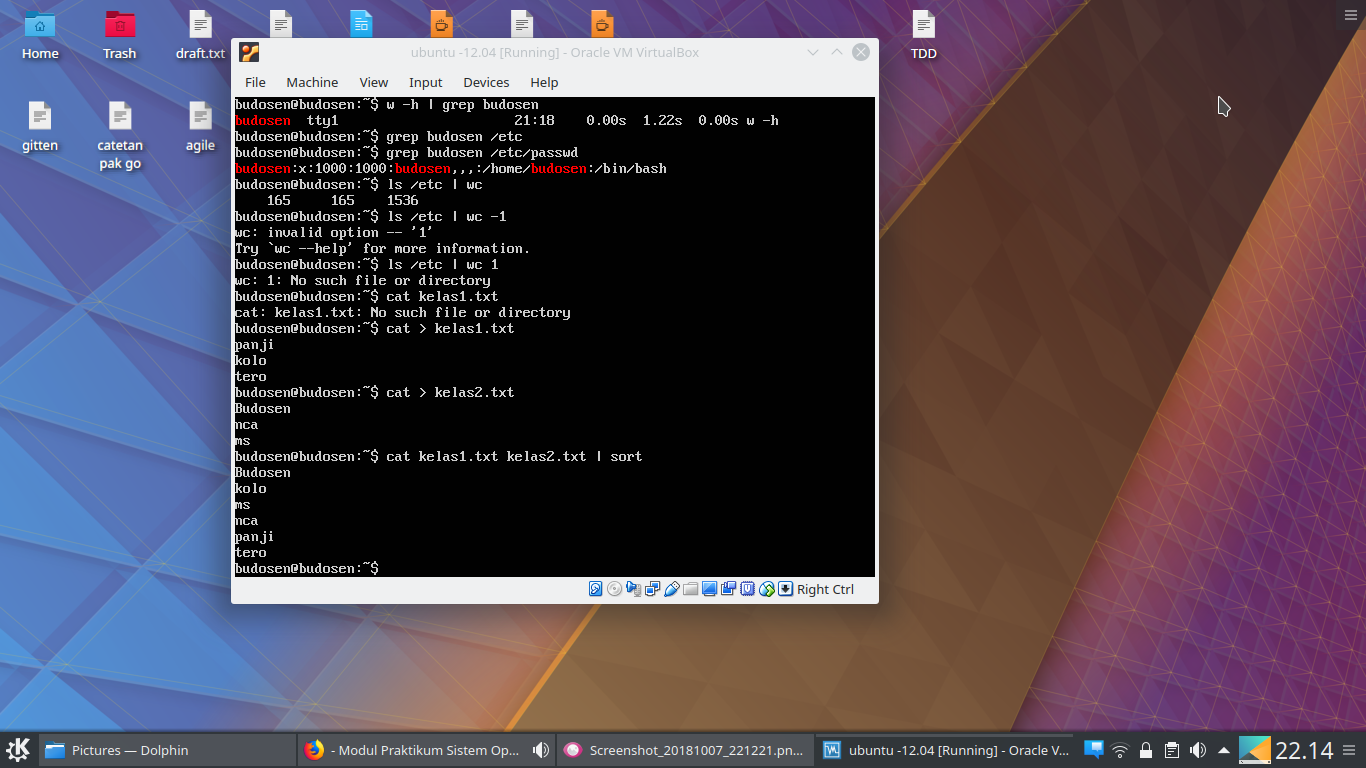 Home
Trash
draft.txt
TDD
gitten
catetan pak go
agile
ubuntu -12.04 [Running] - Oracle VM VirtualBox
File Machine View Input Devices Help
budosen@budosen:~$ w -h | grep budosen
budosen tty1 21:18 0.00s 1.22s 0.00s w -h
budosen@budosen:~$ grep budosen /etc
budosen@budosen:~$ grep budosen /etc/passwd
budosen:x:1000:1000:budosen,,,:/home/budosen:/bin/bash
budosen@budosen:~$ ls /etc | wc
165 165 1536
budosen@budosen:~$ ls /etc | wc -1
wc: invalid option -- '1'
Try `wc --help' for more information.
budosen@budosen:~$ ls /etc | wc 1
wc: 1: No such file or directory
budosen@budosen:~$ cat kelas1.txt
cat: kelas1.txt: No such file or directory
budosen@budosen:~$ cat > kelas1.txt
panji
kolo
tero
budosen@budosen:~$ cat > kelas2.txt
Budosen
nca
ms
budosen@budosen:~$ cat kelas1.txt kelas2.txt | sort
Budosen
kolo
ms
nca
panji
tero
budosen@budosen:~$
Right Ctrl
Pictures — Dolphin
- Modul Praktikum Sistem Op...
Screenshot_20181007_221221.pn...
ubuntu -12.04 [Running] - Oracle V...
22.14